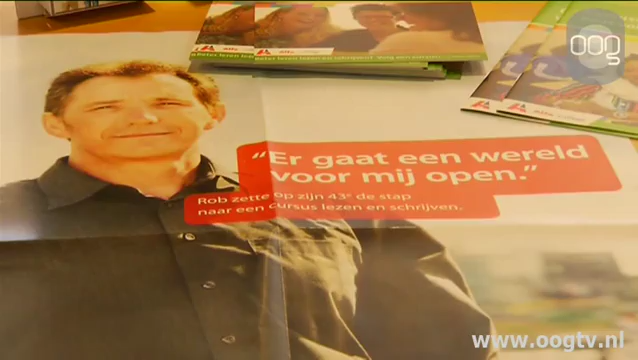 oog
"Er gaat een wereld
voor mij open."
Rob zette op zijn 43e de stap
naar een cursus lezen en schrijven.
www.oogtv.nl